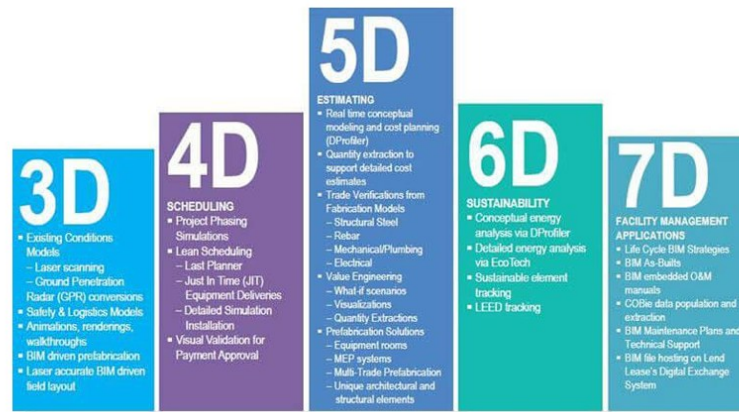 3D
▪ Existing Conditions
Models
– Laser scanning
– Ground Penetration
Radar (GPR) conversions
▪ Safety & Logistics Models
▪ Animations, renderings,
walkthroughs
▪ BIM driven prefabrication
▪ Laser accurate BIM driven
field layout
4D
SCHEDULING
▪ Project Phasing
Simulations
▪ Lean Scheduling
– Last Planner
– Just In Time (JIT)
Equipment Deliveries
– Detailed Simulation
Installation
▪ Visual Validation for
Payment Approval
5D
ESTIMATING
▪ Real time conceptual
modeling and cost planning
(DProfiler)
▪ Quantity extraction to
support detailed cost
estimates
▪ Trade Verifications from
Fabrication Models
– Structural Steel
– Rebar
– Mechanical/Plumbing
– Electrical
▪ Value Engineering
– What-if scenarios
– Visualizations
– Quantity Extractions
▪ Prefabrication Solutions
– Equipment rooms
– MEP systems
– Multi-Trade Prefabrication
– Unique architectural and
structural elements
6D
SUSTAINABILITY
▪ Conceptual energy
analysis via DProfiler
▪ Detailed energy analysis
via EcoTech
▪ Sustainable element
tracking
▪ LEED tracking
7D
FACILITY MANAGEMENT
APPLICATIONS
▪ Life Cycle BIM Strategies
▪ BIM As-Builts
▪ BIM embedded O&M
manuals
▪ COBie data population and
extraction
▪ BIM Maintenance Plans and
Technical Support
▪ BIM file hosting on Lend
Lease's Digital Exchange
System